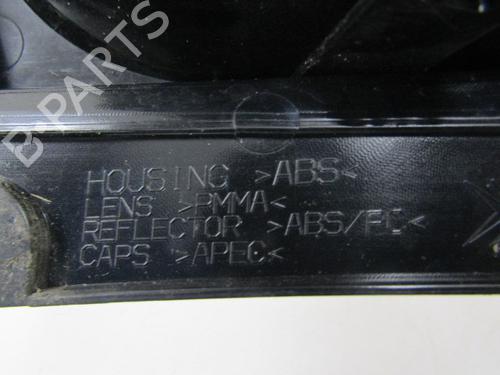 HOUSING >ABS<
LENS >PMMA<
REFLECTOR >ABS/PC<
CAPS >APEC<
B-PARTS